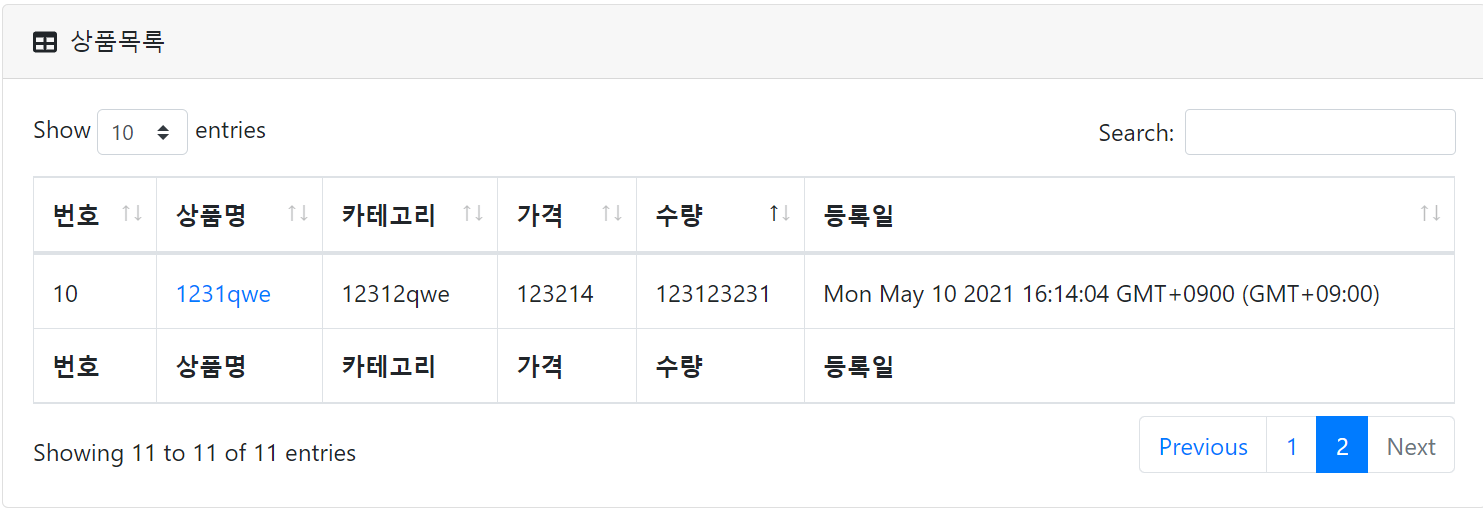 상품목록
Show 10 entries Search:
번호 상품명 카테고리 가격 수량 등록일
10 1231qwe 12312qwe 123214 123123231 Mon May 10 2021 16:14:04 GMT+0900 (GMT+09:00)
번호 상품명 카테고리 가격 수량 등록일
Showing 11 to 11 of 11 entries Previous 1 2 Next